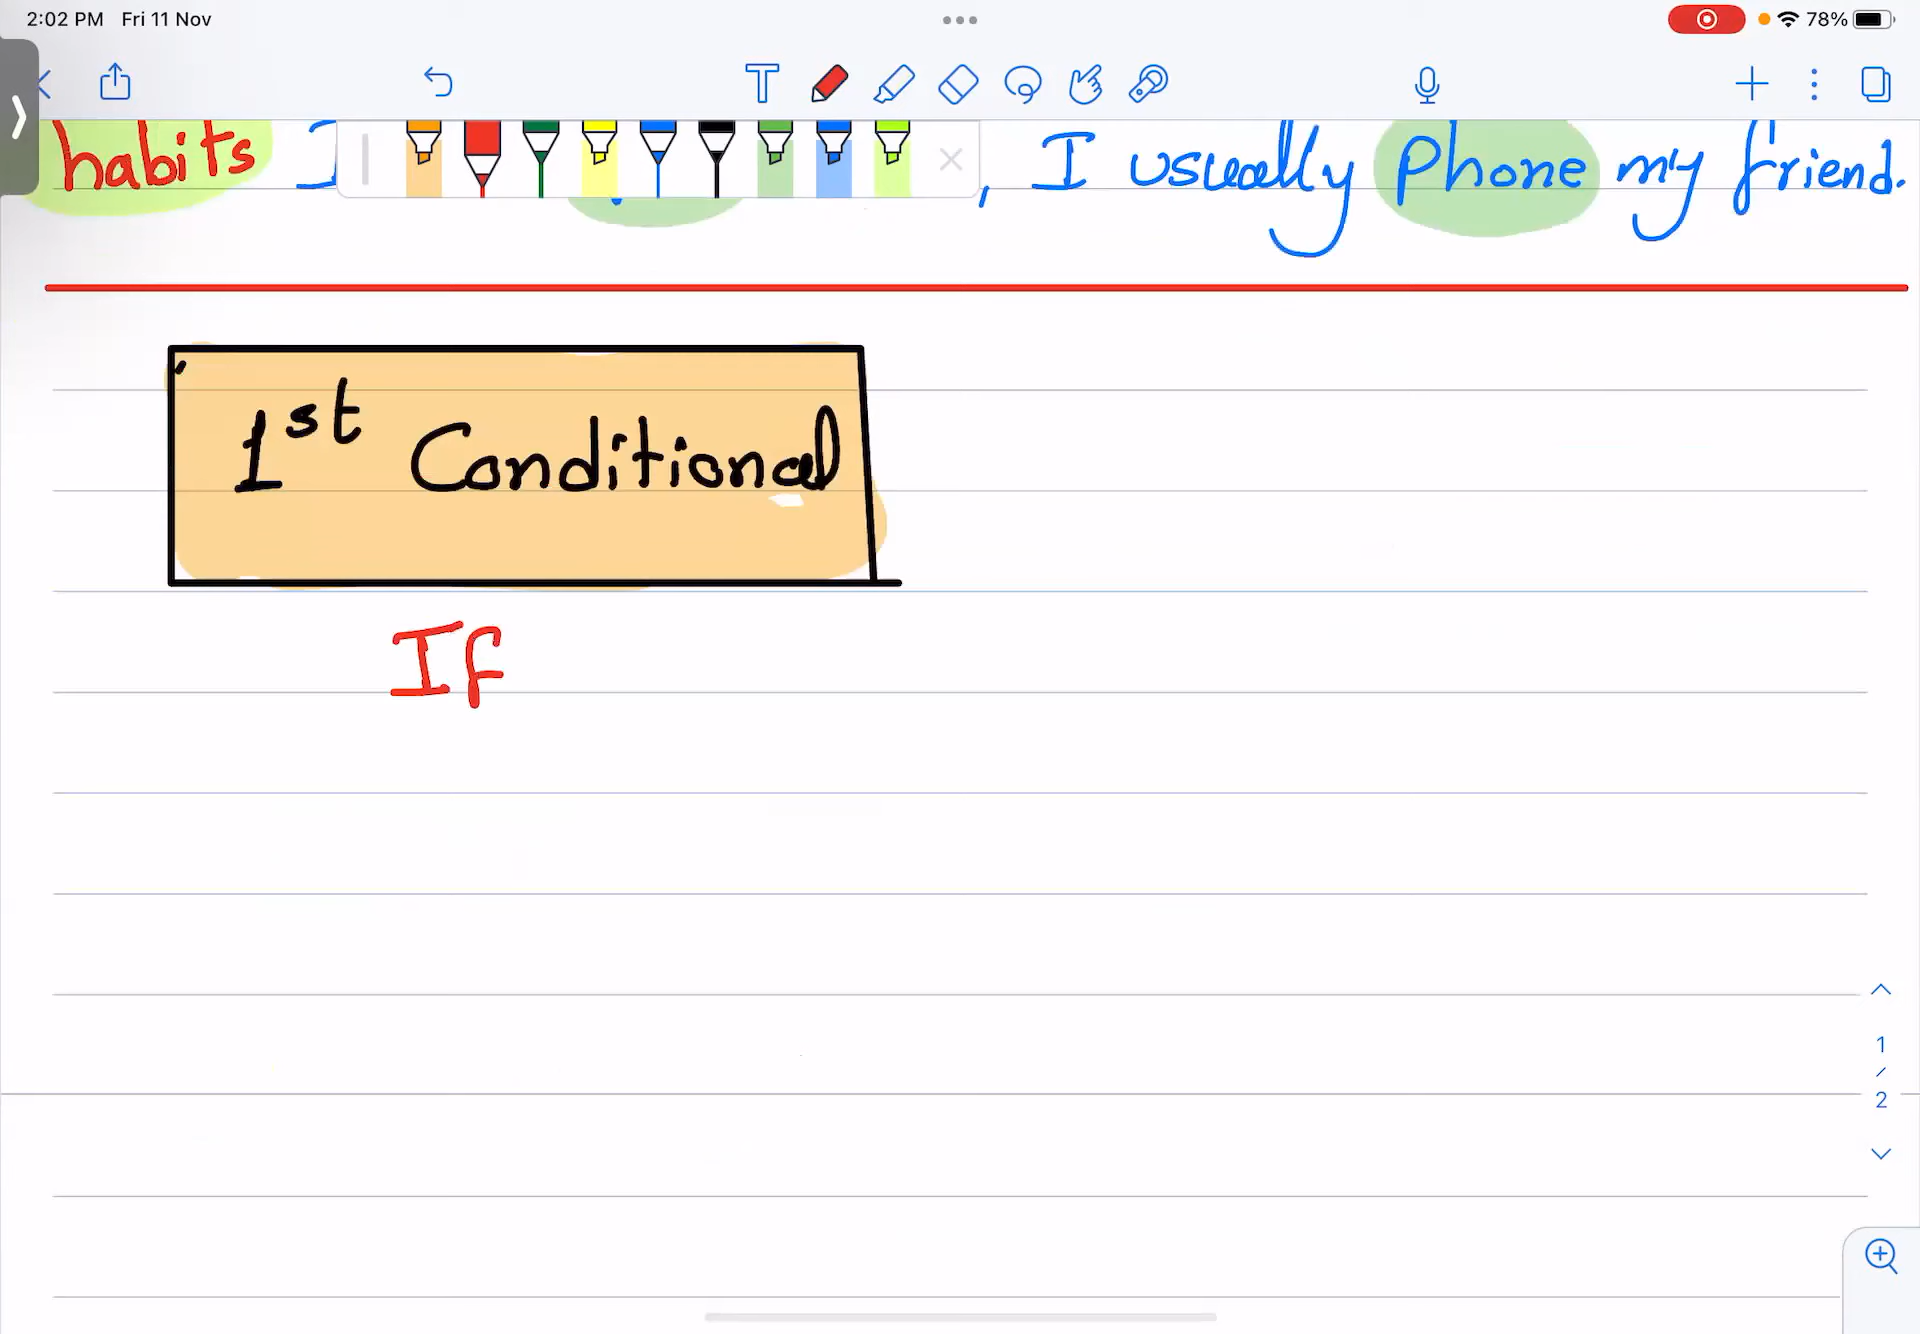 2:02 PM Fri 11 Nov
78%
T
habits I , I usually Phone my friend.
1st Conditional
If
1
/
2